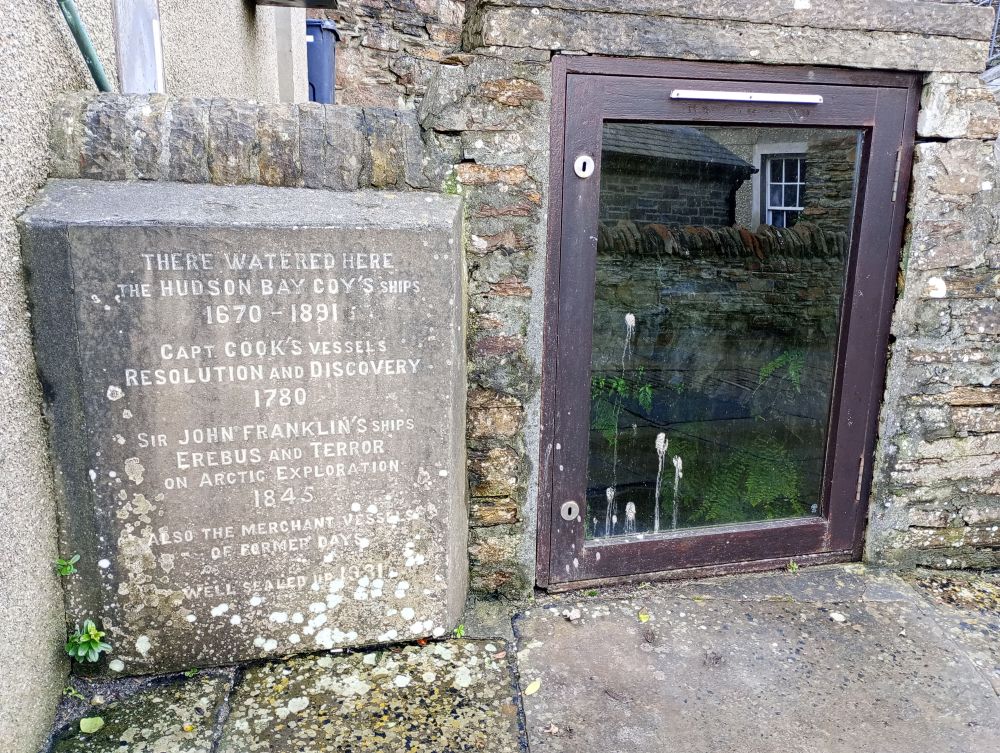 THERE WATERED HERE
THE HUDSON BAY COY'S SHIPS
1670 - 1891
CAPT COOK'S VESSELS
RESOLUTION AND DISCOVERY
1780
SIR JOHN FRANKLIN'S SHIPS
EREBUS AND TERROR
ON ARCTIC EXPLORATION
1845
ALSO THE MERCHANT VESSELS
OF FORMER DAYS
WELL SEALED UP 1931